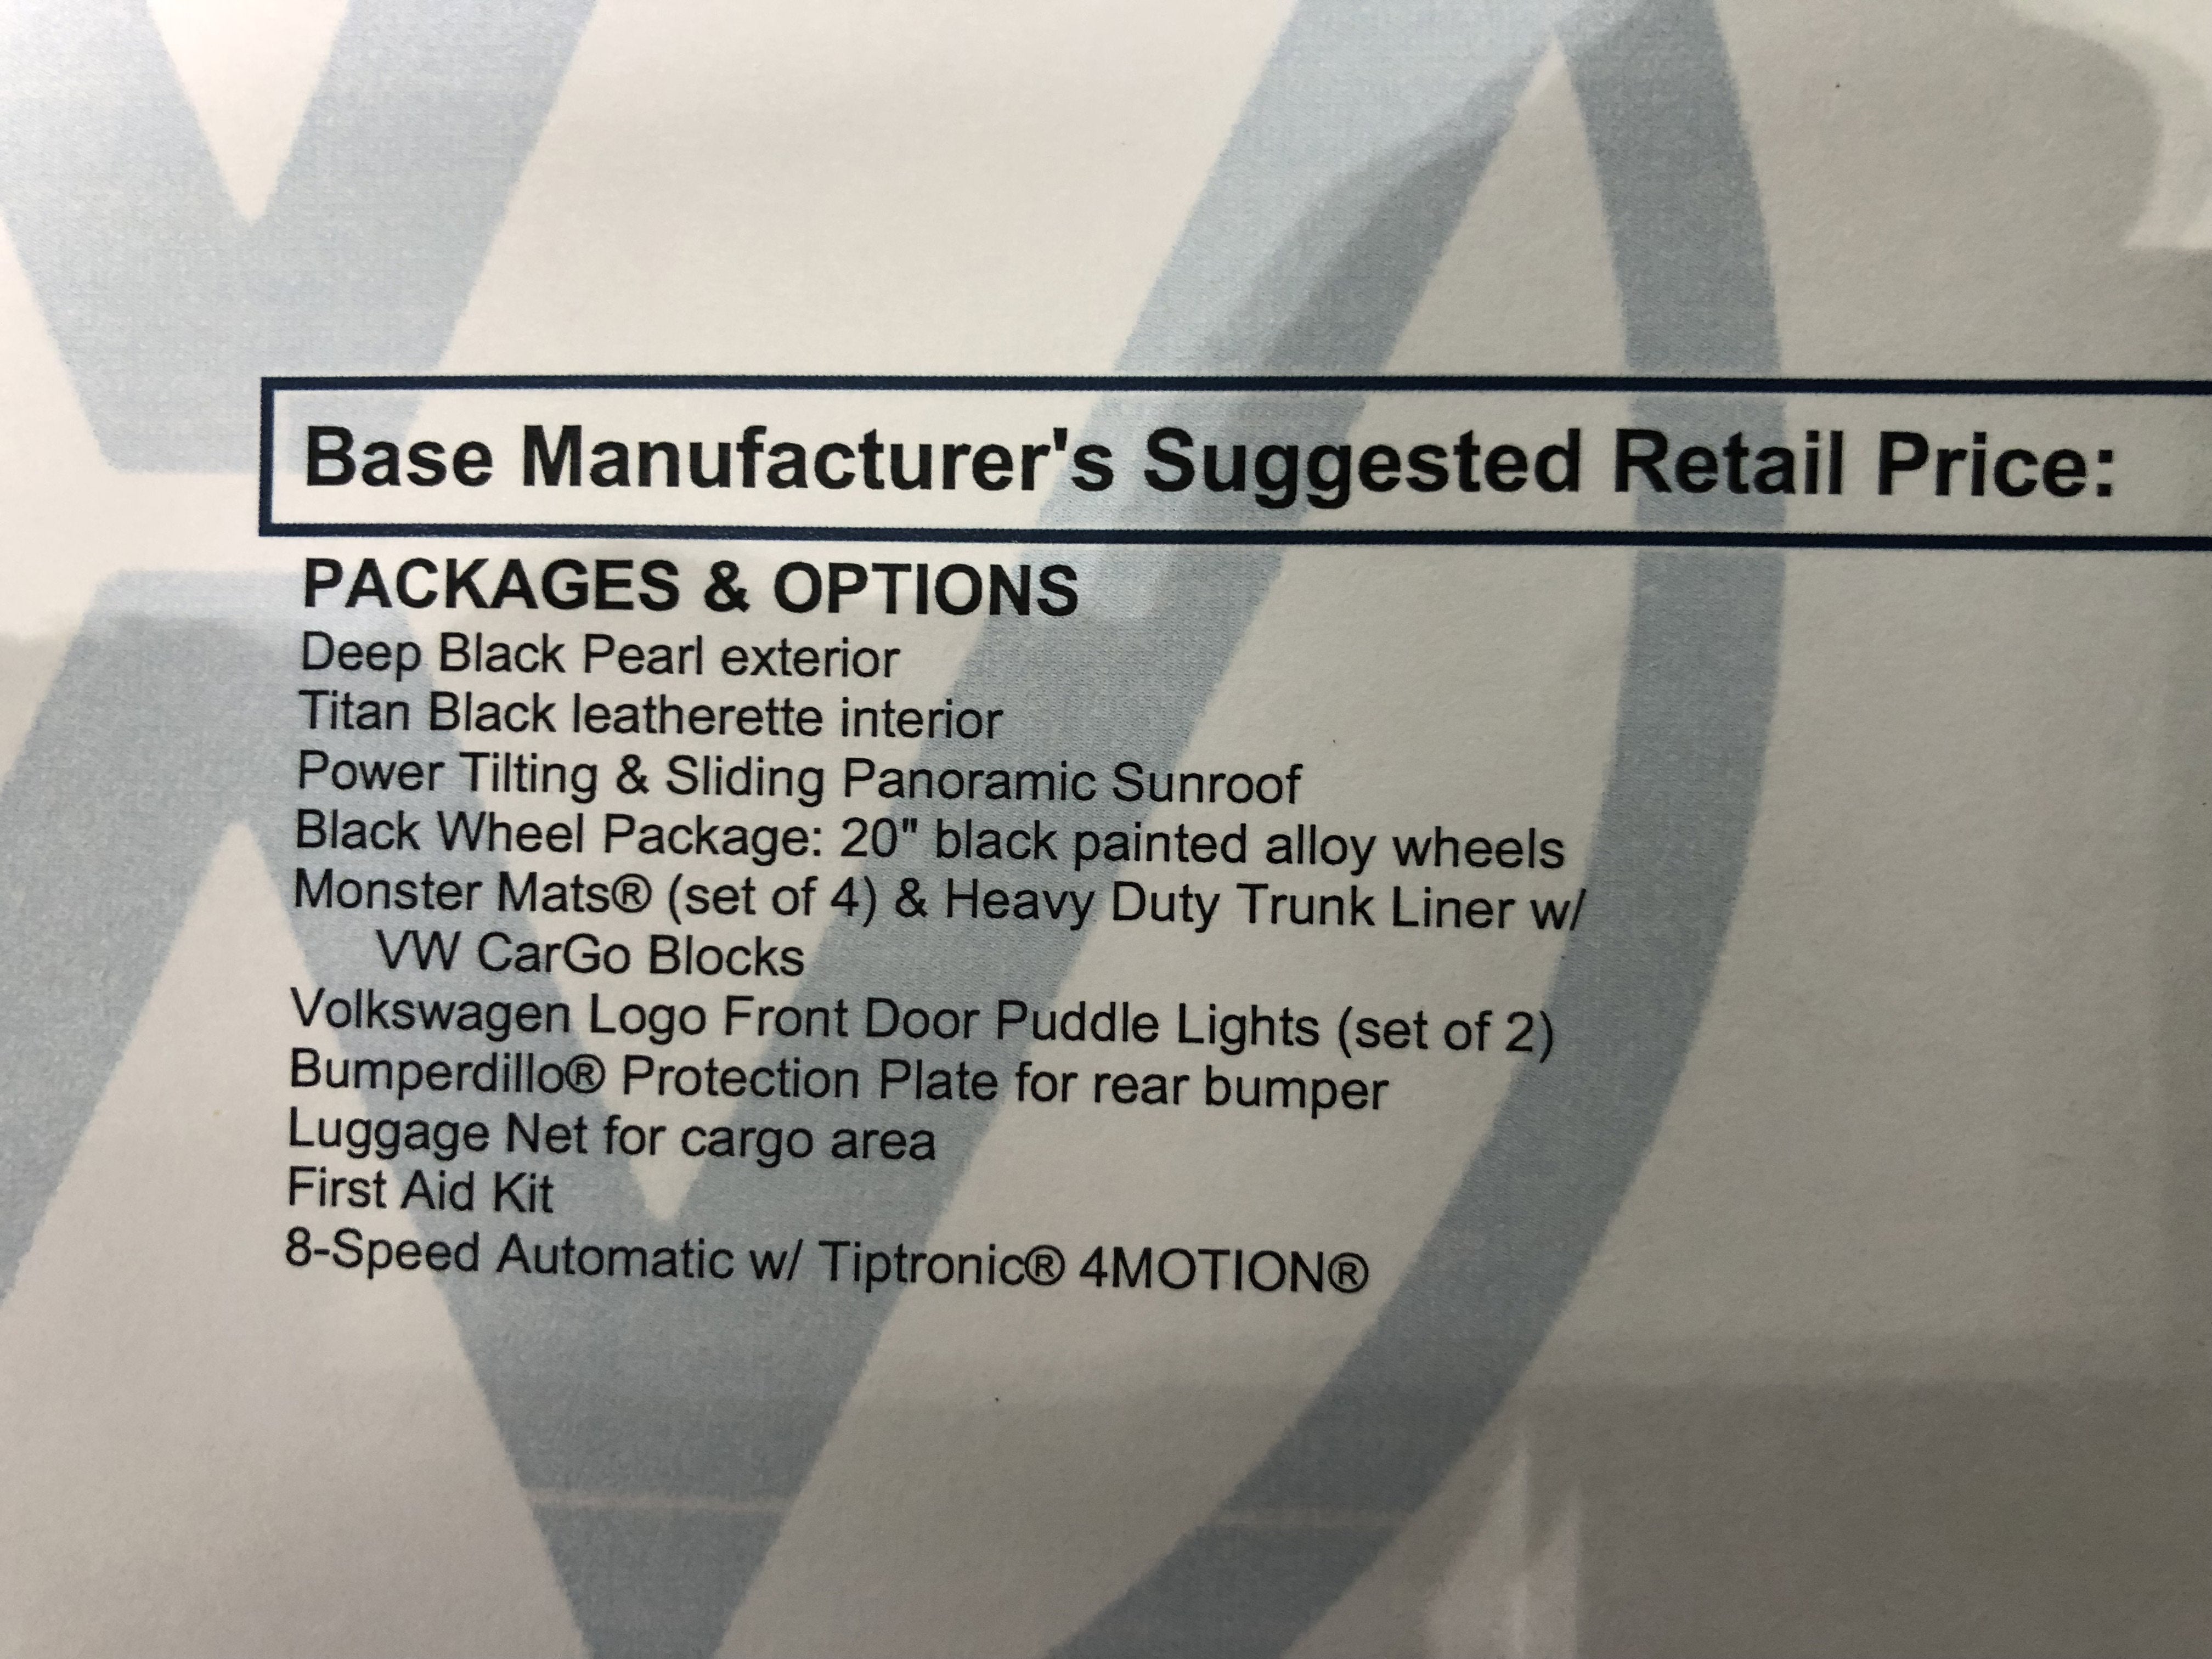 Base Manufacturer's Suggested Retail Price:
PACKAGES & OPTIONS
Deep Black Pearl exterior
Titan Black leatherette interior
Power Tilting & Sliding Panoramic Sunroof
Black Wheel Package: 20" black painted alloy wheels
Monster Mats® (set of 4) & Heavy Duty Trunk Liner w/
VW CarGo Blocks
Volkswagen Logo Front Door Puddle Lights (set of 2)
Bumperdillo® Protection Plate for rear bumper
Luggage Net for cargo area
First Aid Kit
8-Speed Automatic w/ Tiptronic® 4MOTION®